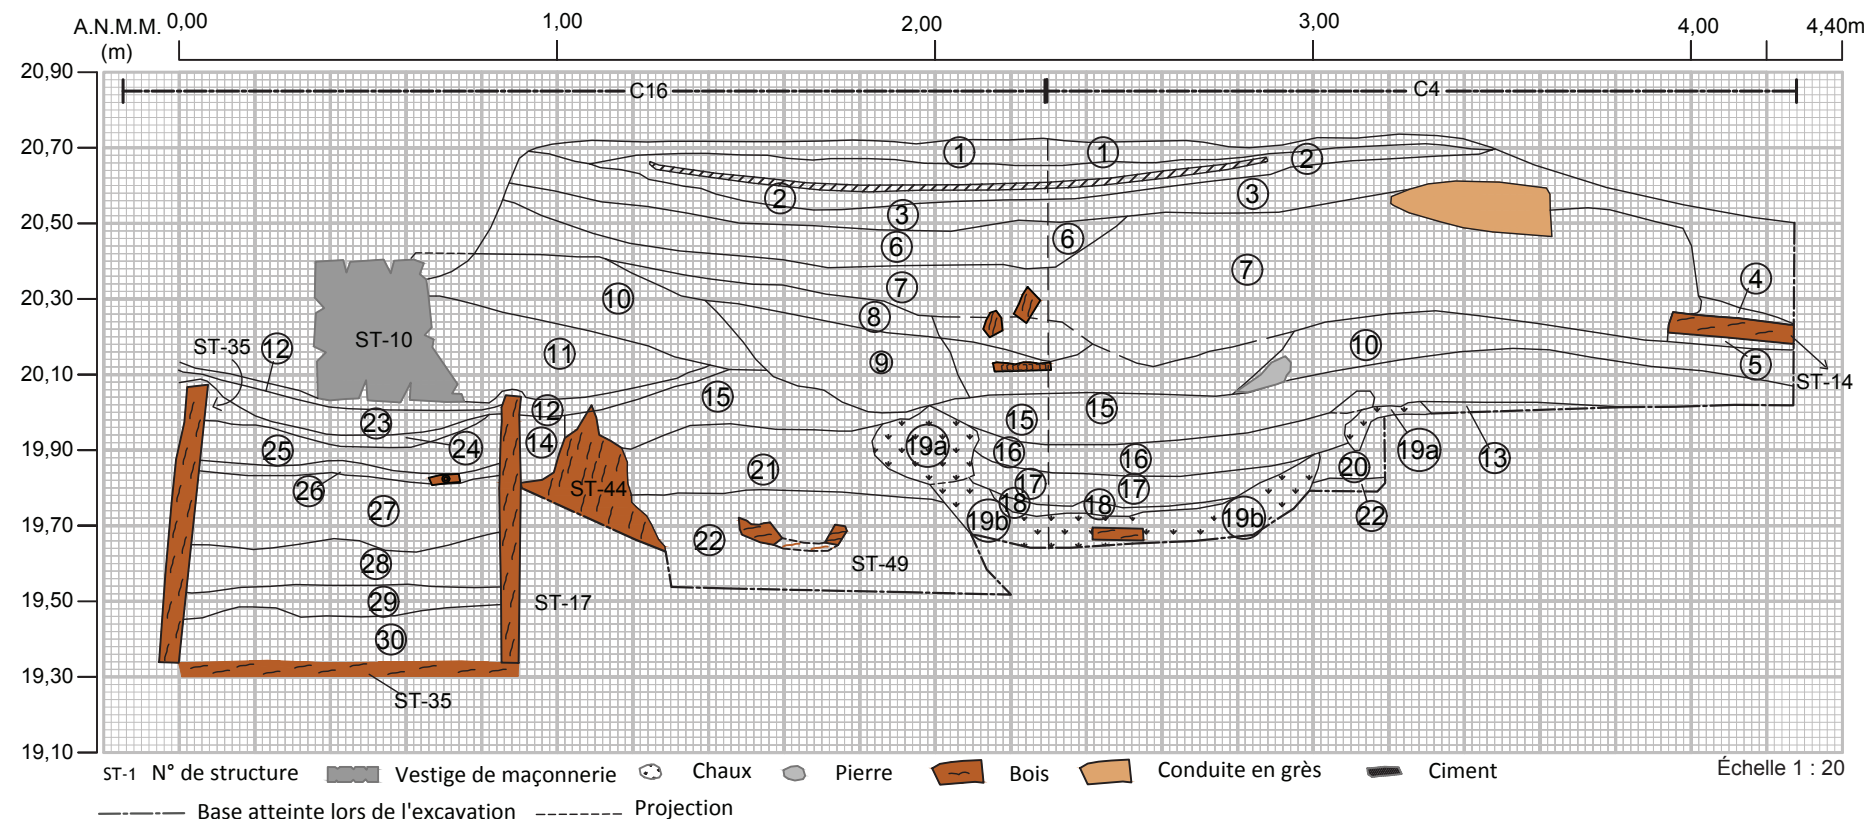 A.N.M.M. 0,00 1,00 2,00 3,00 4,00 4,40m
(m)
20,90
C16 C4
20,70
1 1 2
2 3 3
20,50
6 6
7 7
20,30
10 8 4
ST-10
ST-35 12 11 9 10 5
20,10
ST-14
15
12 15 15
23
19,90
25 24 14 19a 16 16 19a 13
21 20
26 ST-44 17 17
27 18 18 22
19,70
19b 19b
22
28 ST-49
19,50
29 ST-17
30
19,30
ST-35
19,10
ST-1 N° de structure Vestige de maçonnerie Chaux Pierre Bois Conduite en grès Ciment Échelle 1 : 20
Base atteinte lors de l'excavation Projection